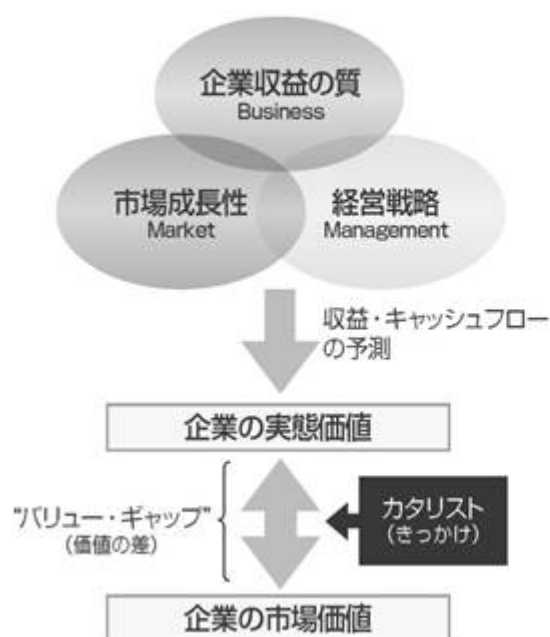 企業収益の質
Business
市場成長性
Market
経営戦略
Management
収益・キャッシュフロー
の予測
企業の実態価値
“バリュー・ギャップ”
(価値の差)
カタリスト
(きっかけ)
企業の市場価値